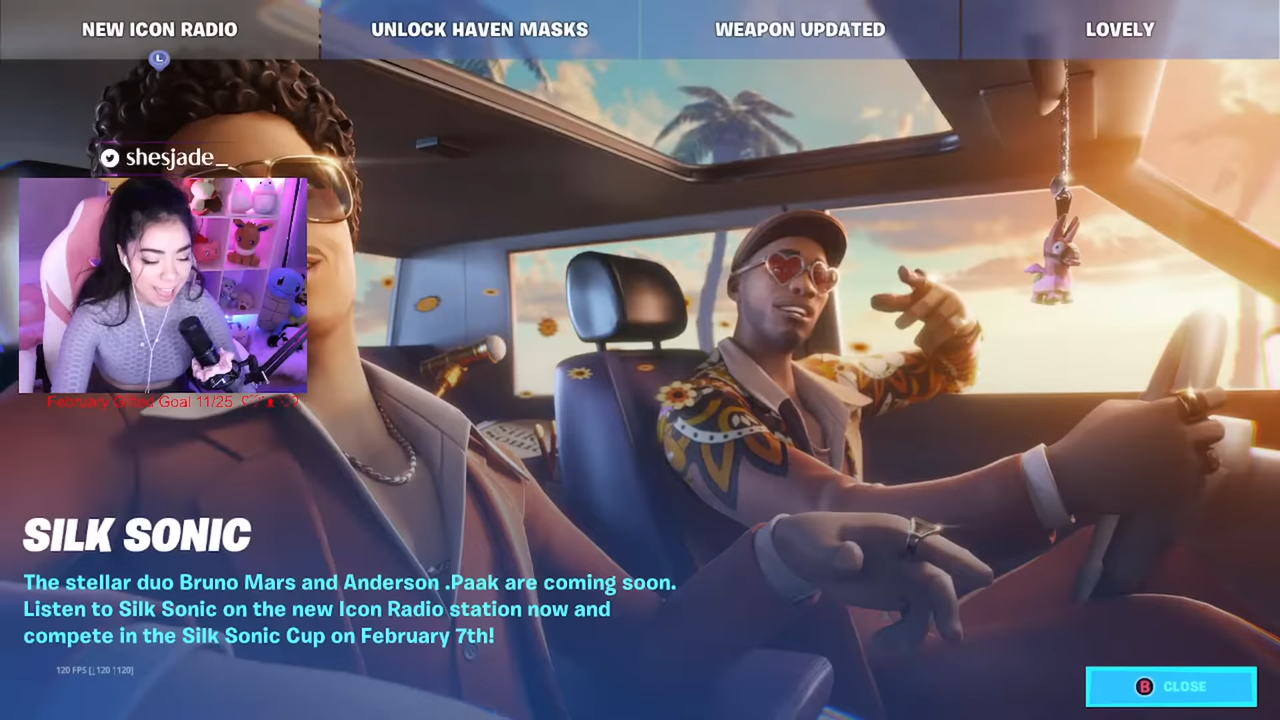 NEW ICON RADIO
UNLOCK HAVEN MASKS
WEAPON UPDATED
LOVELY
L
shesjade_
February Gifted Goal 11/25
SILK SONIC
The stellar duo Bruno Mars and Anderson .Paak are coming soon.
Listen to Silk Sonic on the new Icon Radio station now and
compete in the Silk Sonic Cup on February 7th!
120 FPS [↓120 ↑120]
B CLOSE